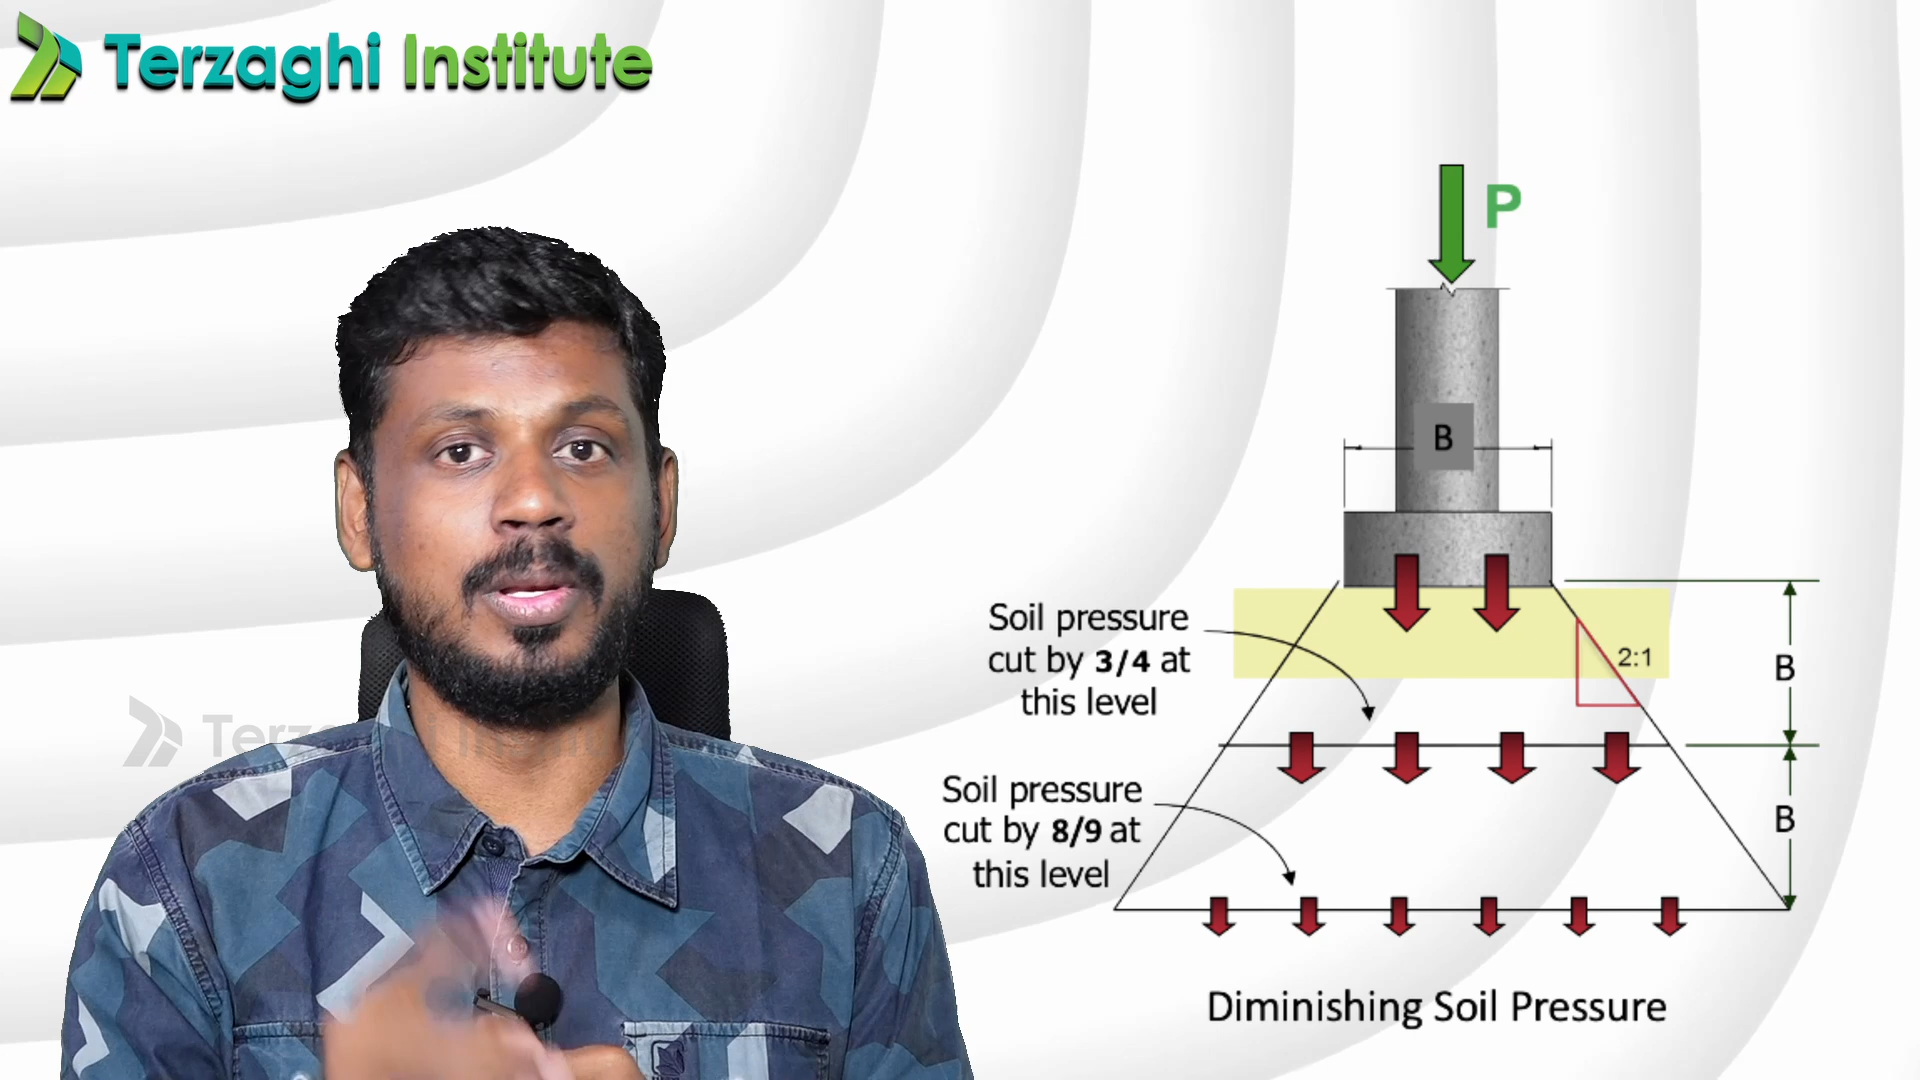 Terzaghi Institute
P
B
Soil pressure
cut by 3/4 at
this level
2:1
B
Soil pressure
cut by 8/9 at
this level
B
Diminishing Soil Pressure